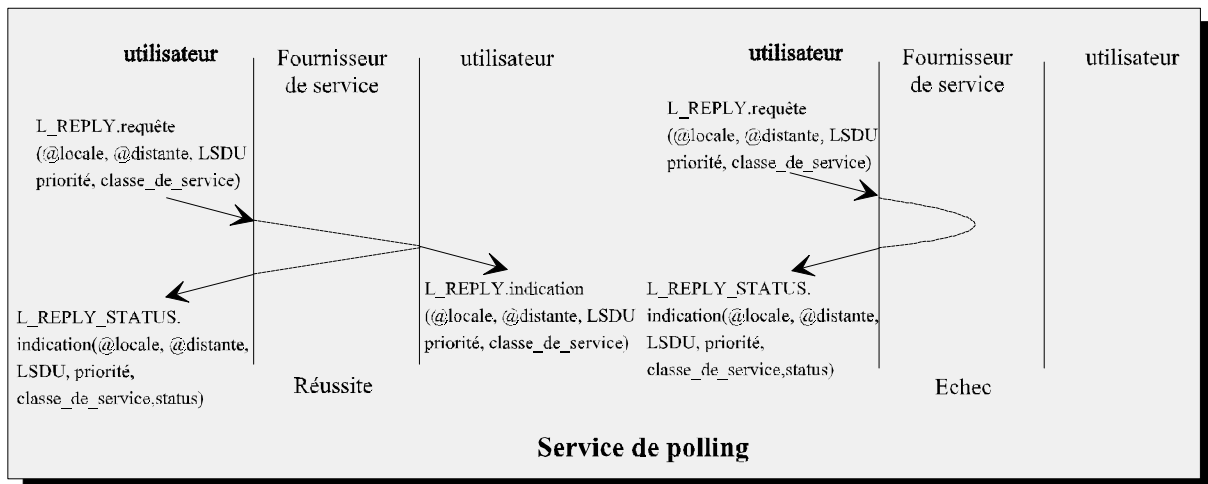 utilisateur
Fournisseur
de service
utilisateur
L_REPLY.requête
(@locale, @distante, LSDU
priorité, classe_de_service)
L_REPLY_STATUS.
indication(@locale, @distante,
LSDU, priorité,
classe_de_service,status)
L_REPLY.indication
(@locale, @distante, LSDU
priorité, classe_de_service)
Réussite
utilisateur
Fournisseur
de service
utilisateur
L_REPLY.requête
(@locale, @distante, LSDU
priorité, classe_de_service)
L_REPLY_STATUS.
indication(@locale, @distante,
LSDU, priorité,
classe_de_service,status)
Echec
Service de polling